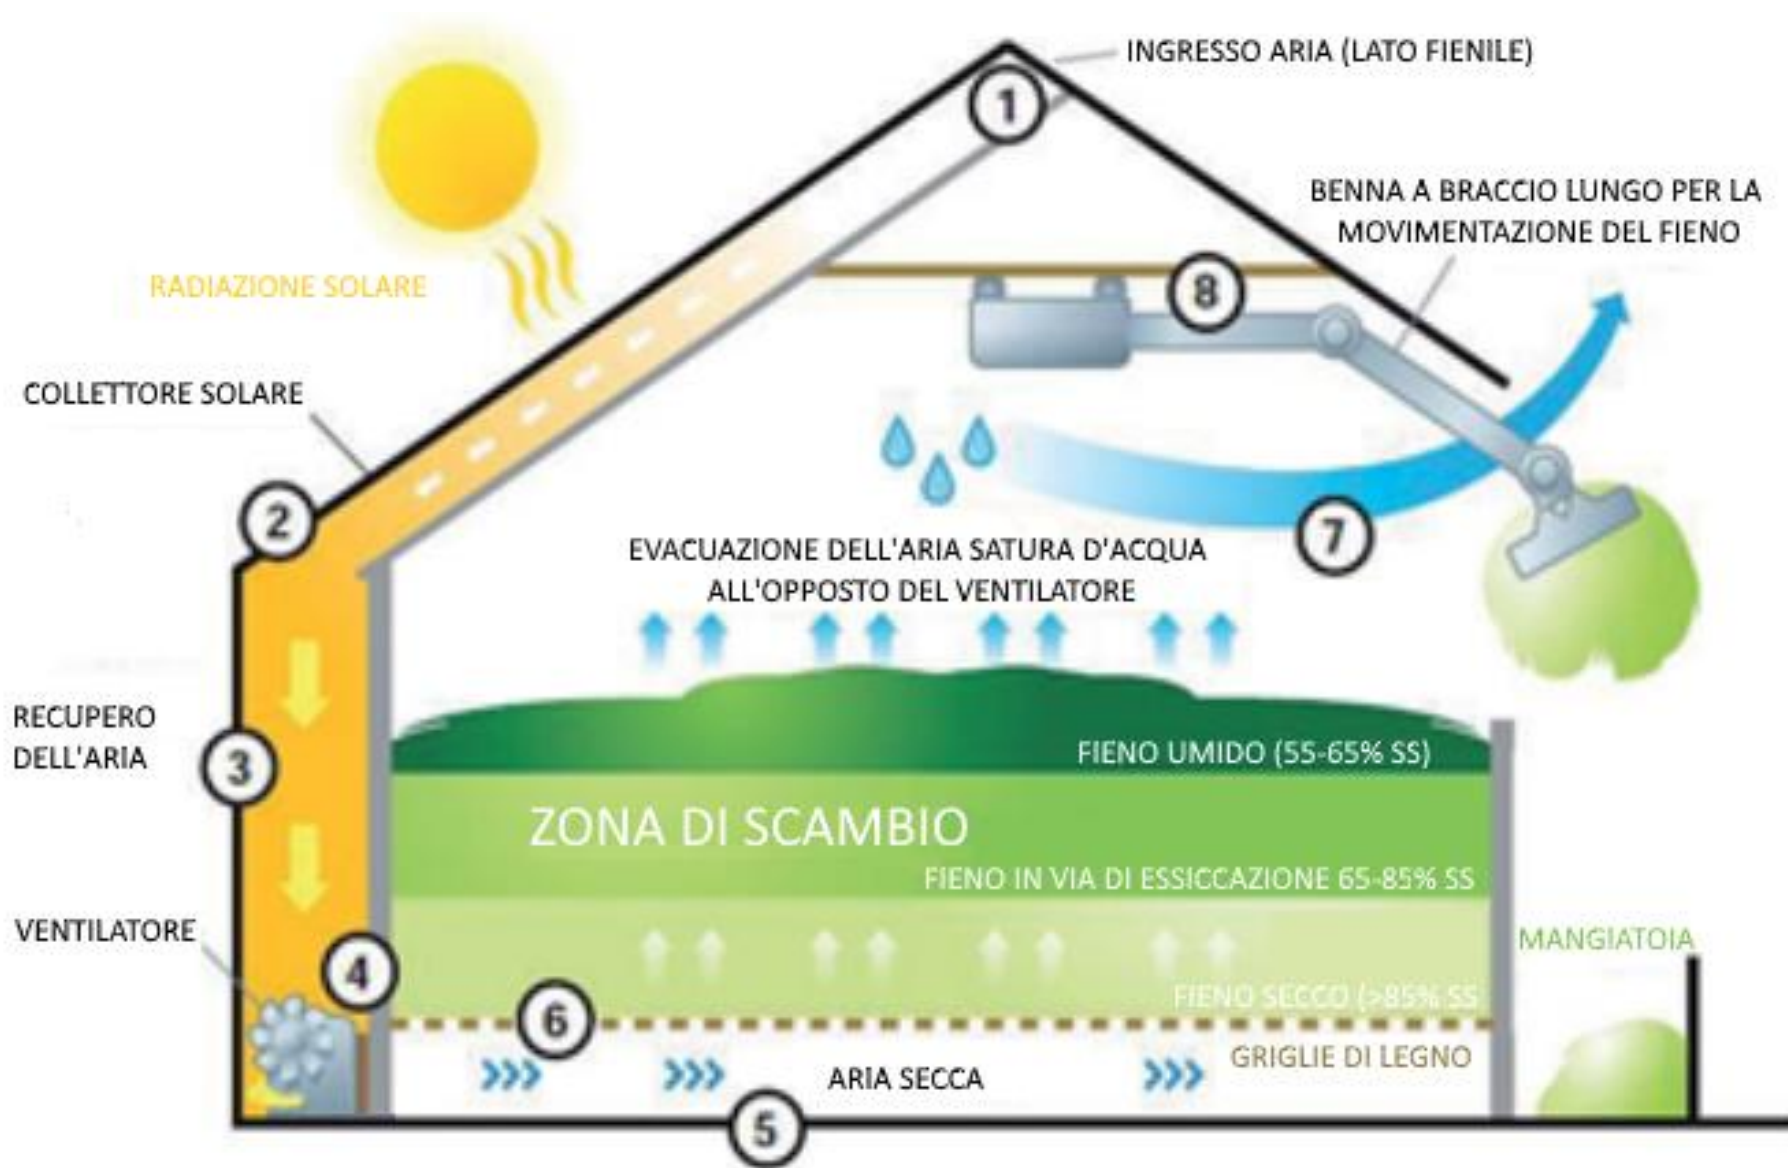 INGRESSO ARIA (LATO FIENILE)
1
BENNA A BRACCIO LUNGO PER LA
MOVIMENTAZIONE DEL FIENO
RADIAZIONE SOLARE
8
COLLETTORE SOLARE
2
7
EVACUAZIONE DELL'ARIA SATURA D'ACQUA
ALL'OPPOSTO DEL VENTILATORE
RECUPERO
DELL'ARIA
3
FIENO UMIDO (55-65% SS)
ZONA DI SCAMBIO
FIENO IN VIA DI ESSICCAZIONE 65-85% SS
VENTILATORE
4
MANGIATOIA
FIENO SECCO (>85% SS
6
GRIGLIE DI LEGNO
ARIA SECCA
5